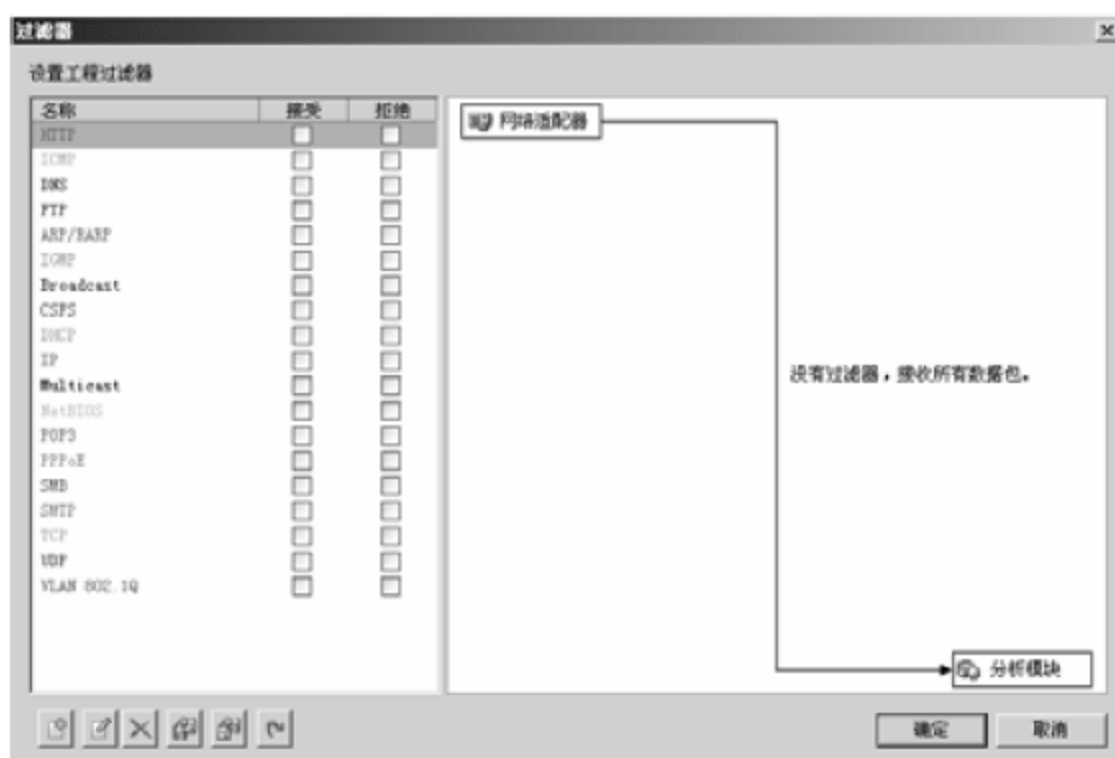 过滤器
设置工程过滤器
名称 接受 拒绝
HTTP
ICMP
DNS
FTP
ARP/RARP
IGMP
Broadcast
CSFS
DHCP
IP
Multicast
NetBIOS
POP3
PPPoE
SMB
SMTP
TCP
UDP
VLAN 802.1Q
网络适配器
没有过滤器，接收所有数据包。
分析模块
确定
取消